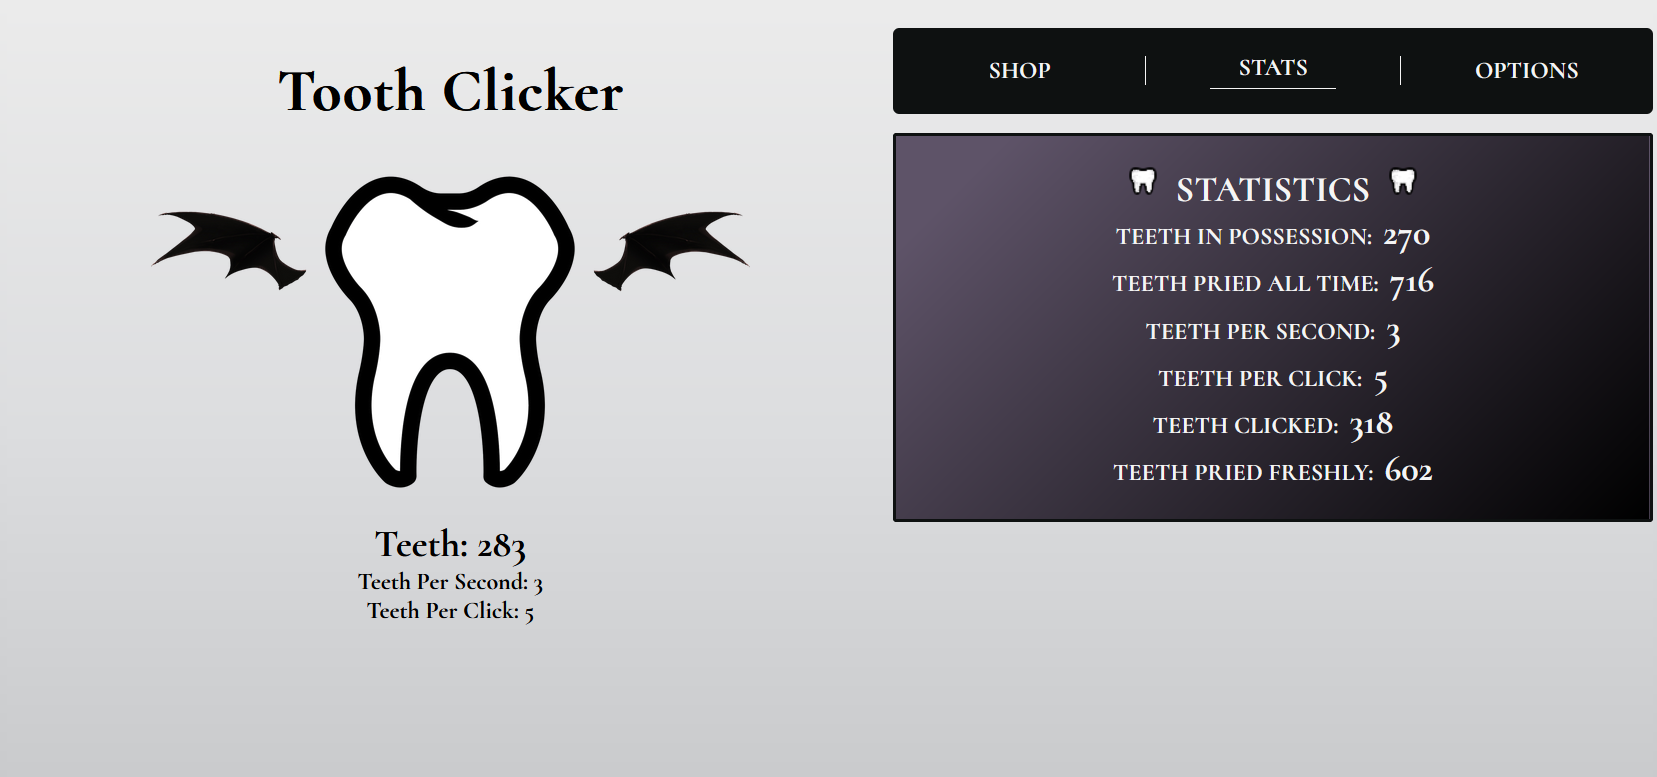 Tooth Clicker
Teeth: 283
Teeth Per Second: 3
Teeth Per Click: 5
SHOP
STATS
OPTIONS
STATISTICS
TEETH IN POSSESSION: 270
TEETH PRIED ALL TIME: 716
TEETH PER SECOND: 3
TEETH PER CLICK: 5
TEETH CLICKED: 318
TEETH PRIED FRESHLY: 602